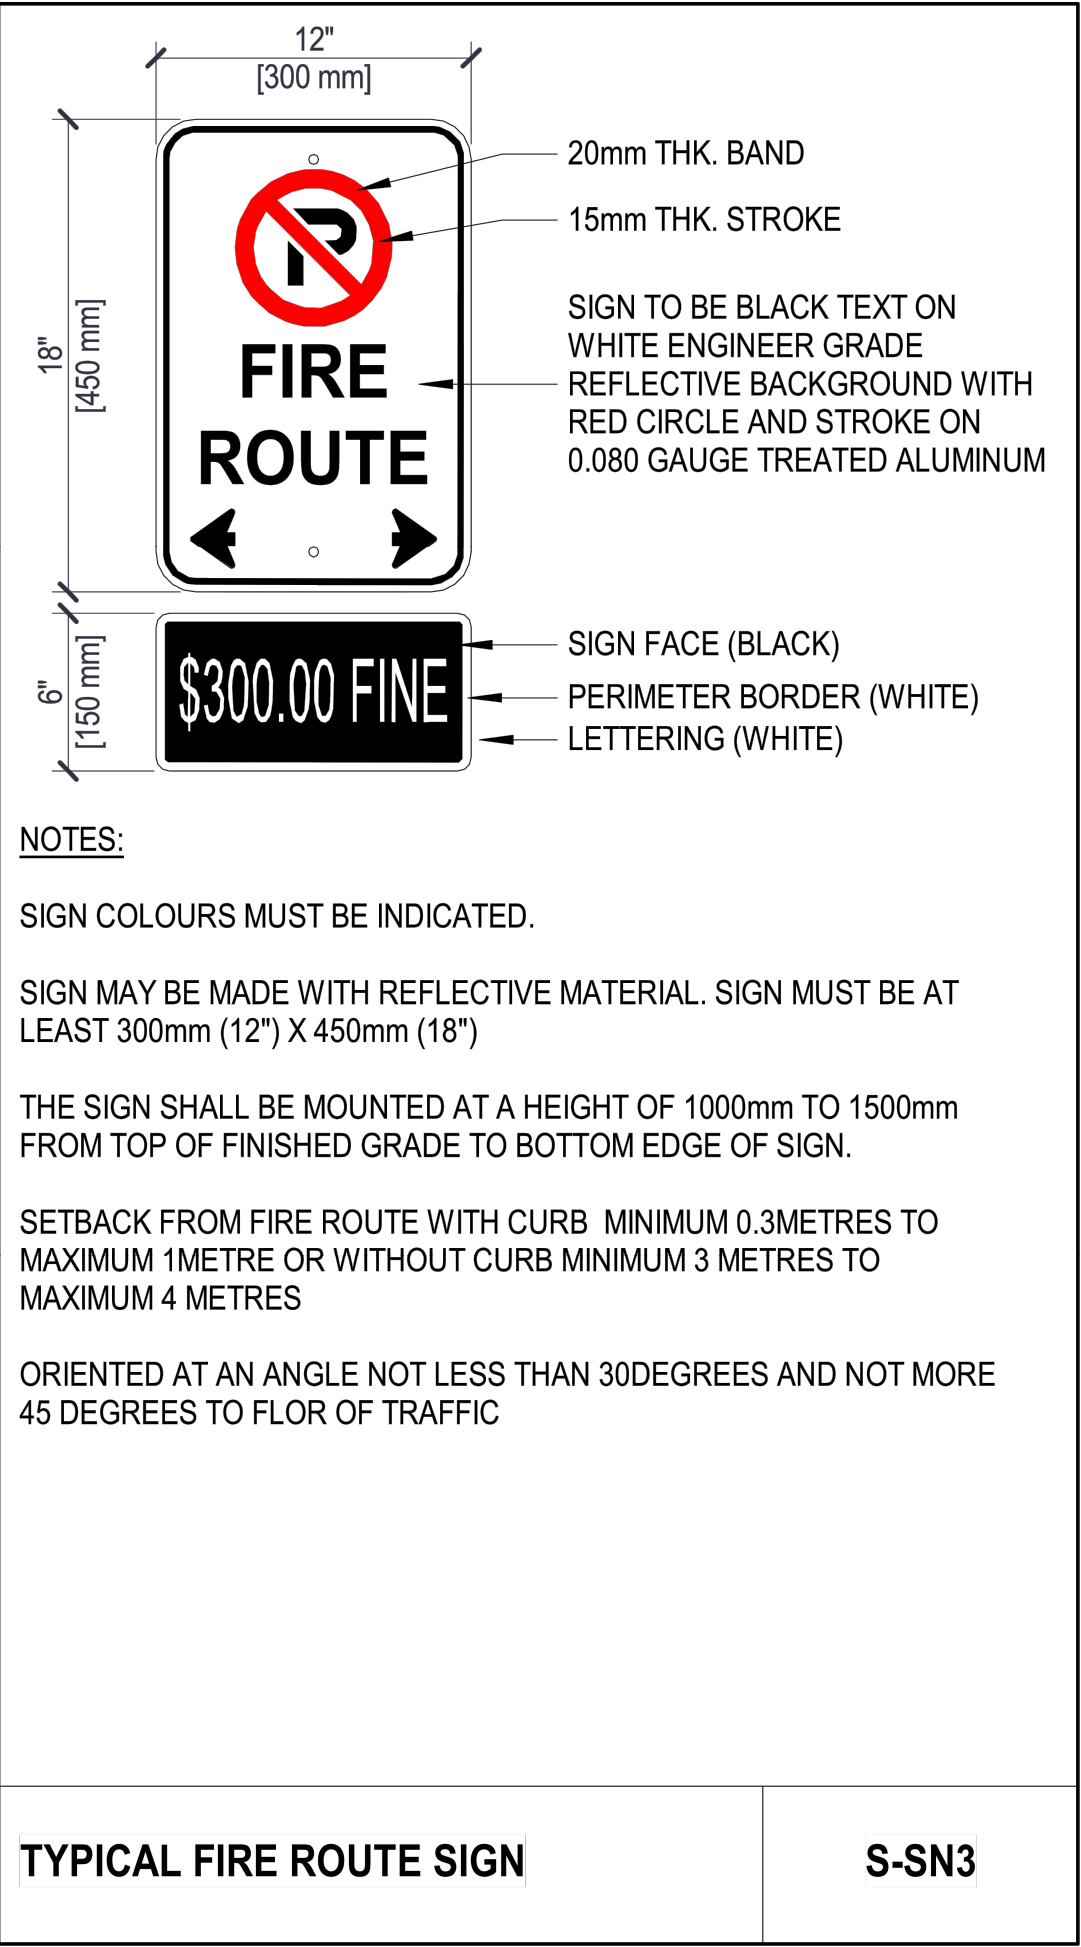 12"
[300 mm]
20mm THK. BAND
15mm THK. STROKE
P
18"
[450 mm]
SIGN TO BE BLACK TEXT ON
WHITE ENGINEER GRADE
REFLECTIVE BACKGROUND WITH
RED CIRCLE AND STROKE ON
0.080 GAUGE TREATED ALUMINUM
FIRE
ROUTE
6"
[150 mm]
$300.00 FINE
SIGN FACE (BLACK)
PERIMETER BORDER (WHITE)
LETTERING (WHITE)
NOTES:
SIGN COLOURS MUST BE INDICATED.
SIGN MAY BE MADE WITH REFLECTIVE MATERIAL. SIGN MUST BE AT
LEAST 300mm (12") X 450mm (18")
THE SIGN SHALL BE MOUNTED AT A HEIGHT OF 1000mm TO 1500mm
FROM TOP OF FINISHED GRADE TO BOTTOM EDGE OF SIGN.
SETBACK FROM FIRE ROUTE WITH CURB  MINIMUM 0.3METRES TO
MAXIMUM 1METRE OR WITHOUT CURB MINIMUM 3 METRES TO
MAXIMUM 4 METRES
ORIENTED AT AN ANGLE NOT LESS THAN 30DEGREES AND NOT MORE
45 DEGREES TO FLOR OF TRAFFIC
TYPICAL FIRE ROUTE SIGN
S-SN3